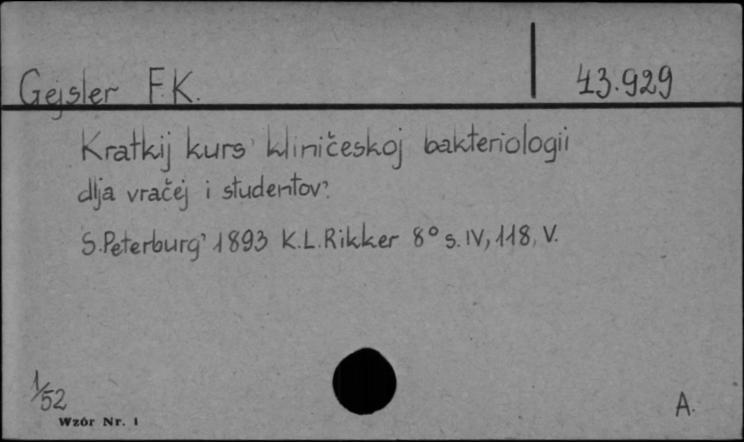 Gejsler F.K. 43.929
Kratkij kurs' kliničeskoj bakteriologii
dlja vračej i studentov'.
S.Peterburg' 1893 K.L.Rikker 8° s. IV, 118, V.
1/52
Wzór Nr. 1
A.